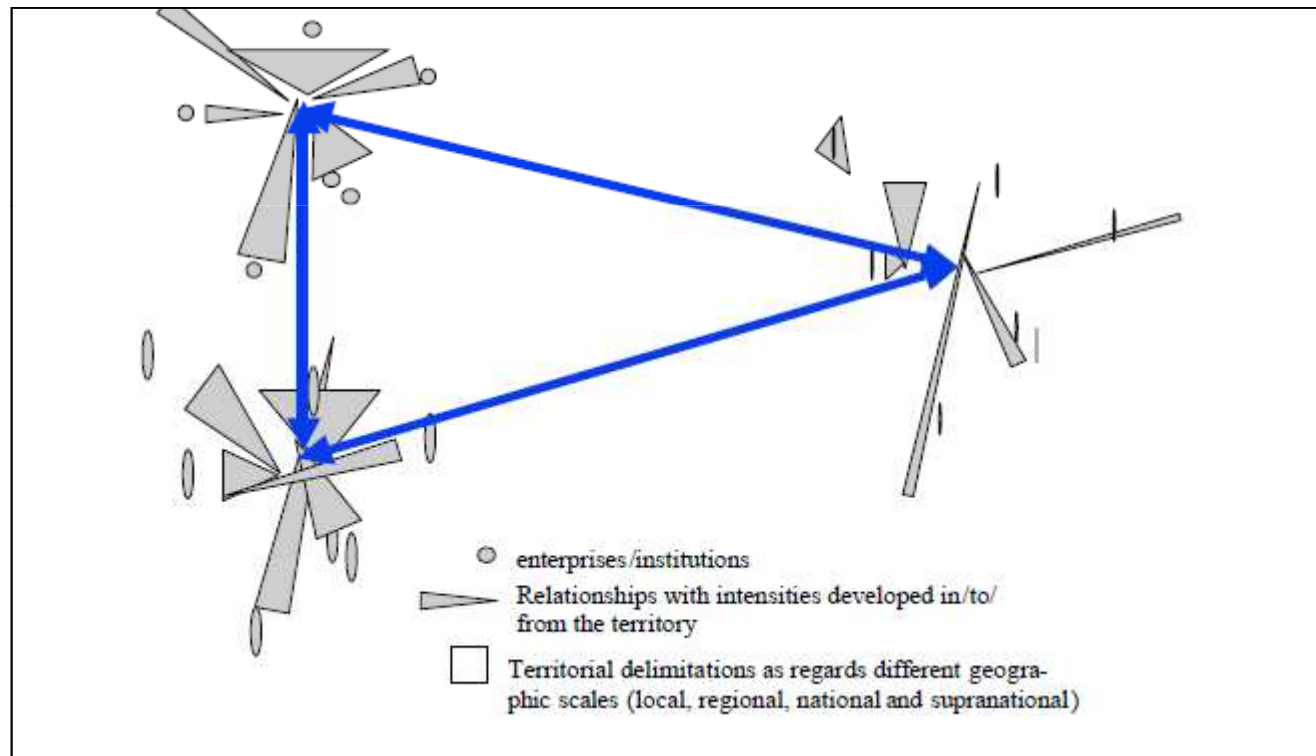 enterprises/institutions
Relationships with intensities developed in/to/
from the territory
Territorial delimitations as regards different geogra-
phic scales (local, regional, national and supranational)